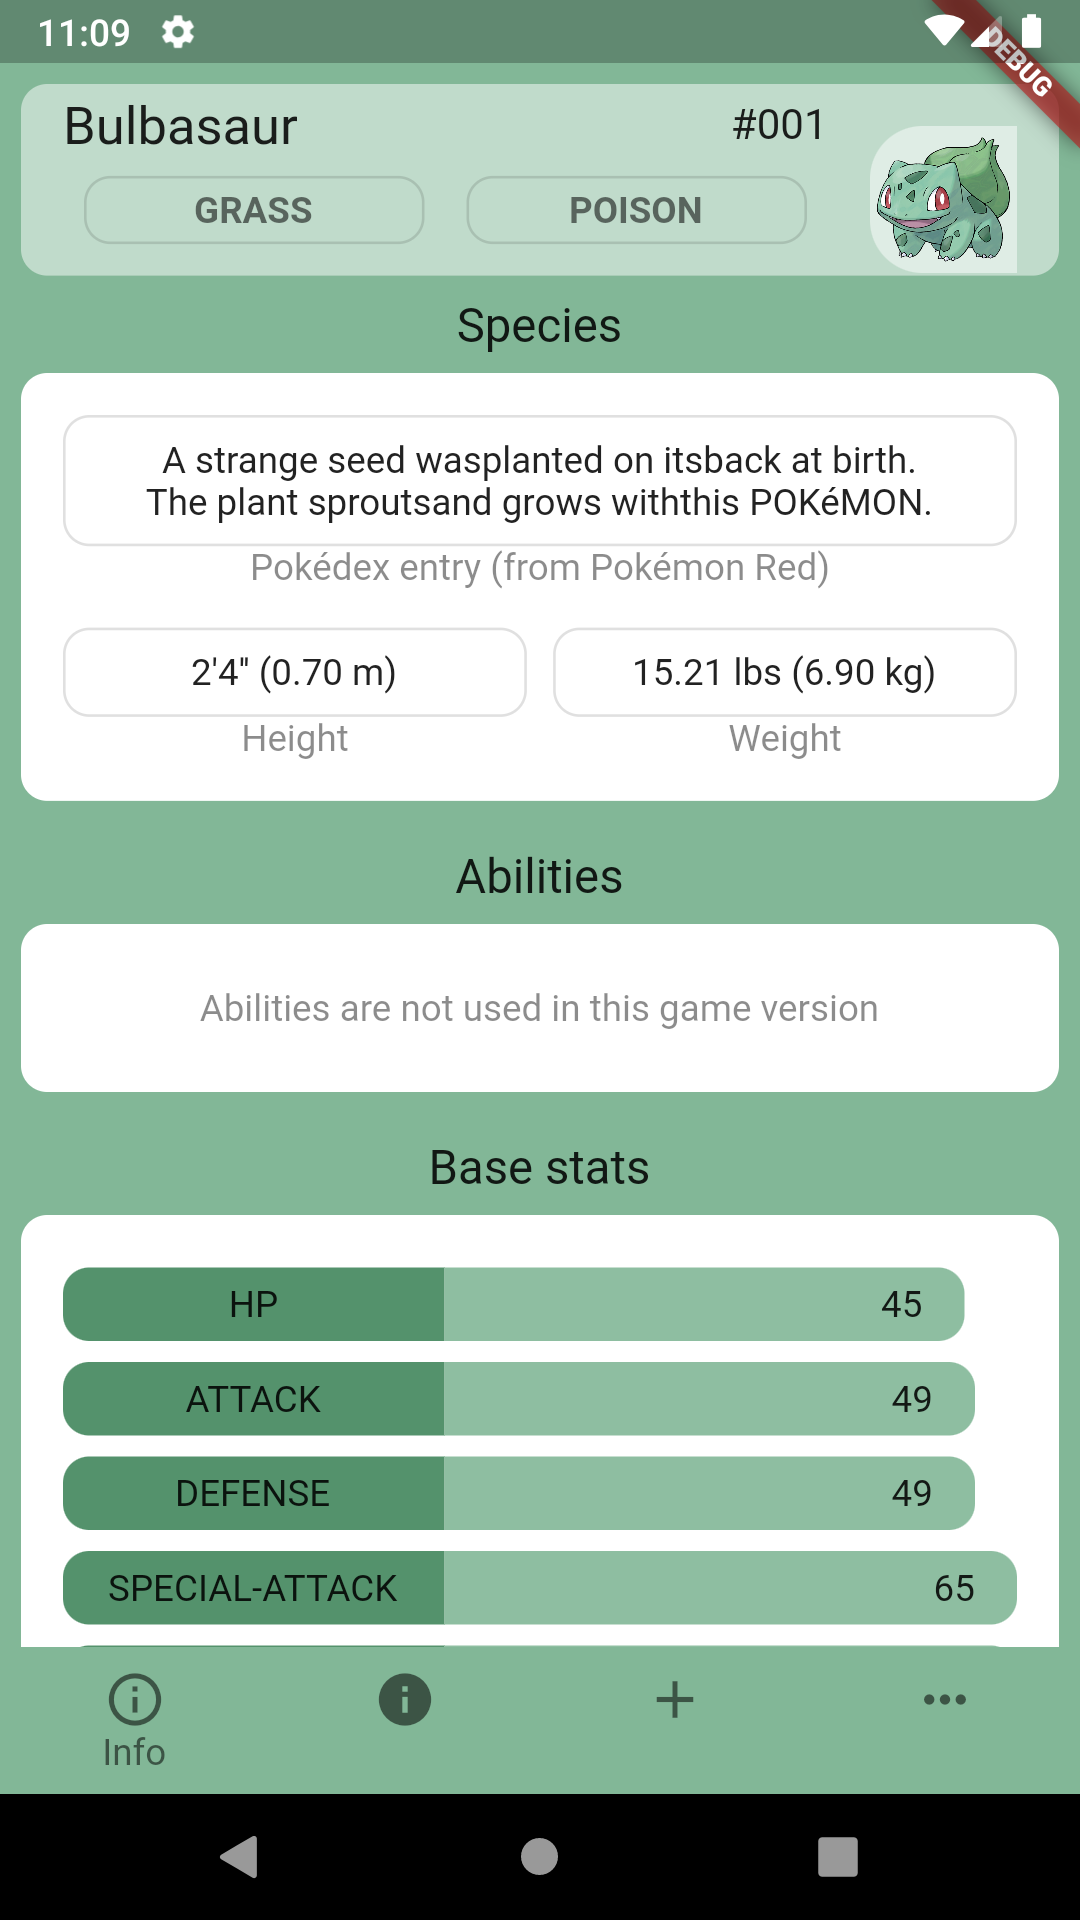 11:09
DEBUG
Bulbasaur
#001
GRASS
POISON
Species
A strange seed wasplanted on itsback at birth.
The plant sproutsand grows withthis POKéMON.
Pokédex entry (from Pokémon Red)
2'4" (0.70 m)
15.21 lbs (6.90 kg)
Height
Weight
Abilities
Abilities are not used in this game version
Base stats
HP
45
ATTACK
49
DEFENSE
49
SPECIAL-ATTACK
65
Info